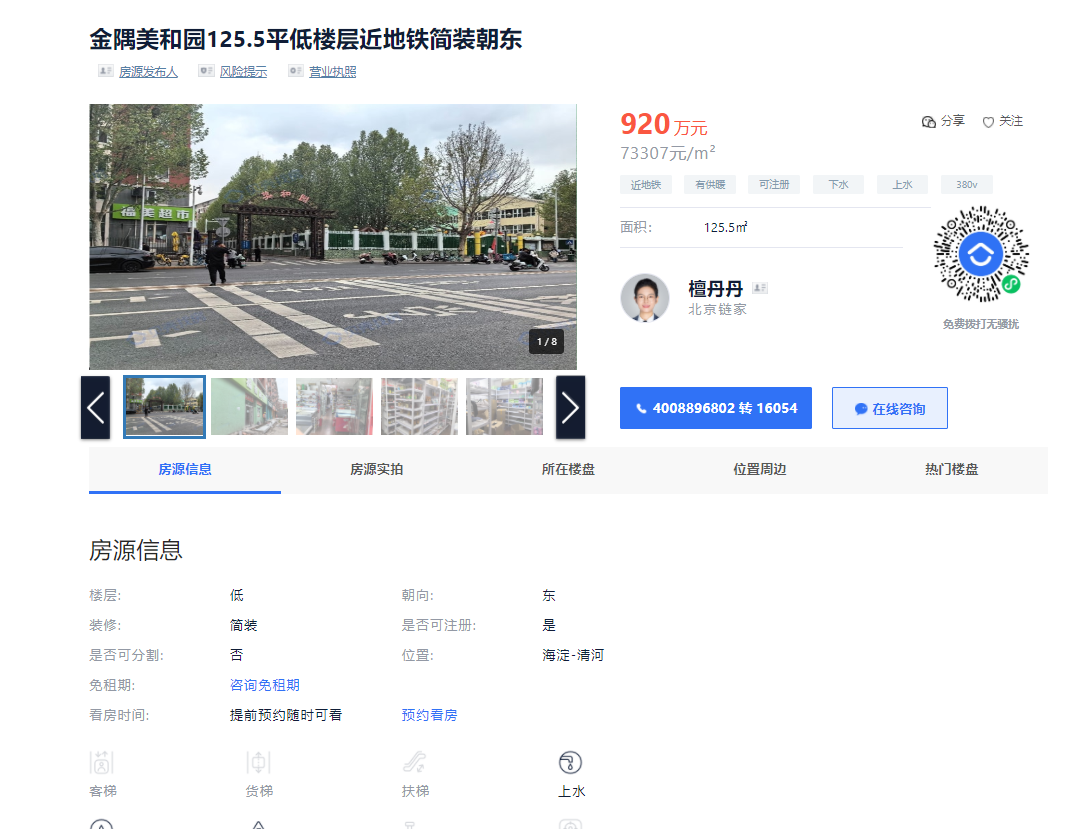 金隅美和园125.5平低楼层近地铁简装朝东
房源发布人 风险提示 营业执照
美和园
福美超市
1 / 8
920 万元
分享 关注
73307元/m²
近地铁 有供暖 可注册 下水 上水 380v
面积: 125.5㎡
檀丹丹
北京链家
免费拨打无骚扰
4008896802 转 16054
在线咨询
房源信息 房源实拍 所在楼盘 位置周边 热门楼盘
房源信息
楼层: 低 朝向: 东
装修: 简装 是否可注册: 是
是否可分割: 否 位置: 海淀-清河
免租期: 咨询免租期
看房时间: 提前预约随时可看 预约看房
客梯 货梯 扶梯 上水